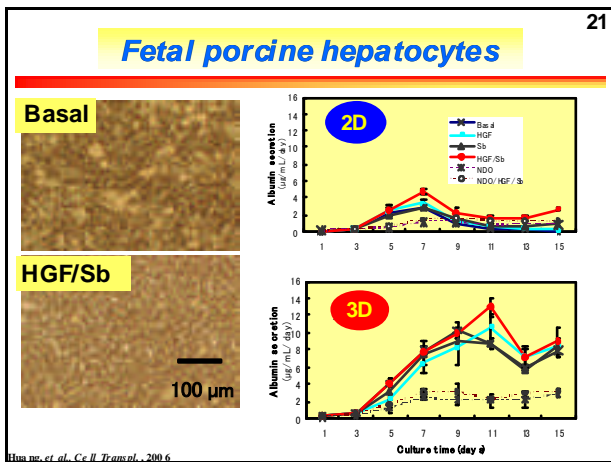 21
Fetal porcine hepatocytes
Basal
HGF/Sb
100 µm
2D
Albumin secretion
(µg/mL/day)
16
14
12
10
8
6
4
2
0
1 3 5 7 9 11 13 15
Basal
HGF
Sb
HGF/Sb
NDO
NDO/HGF/Sb
3D
Albumin secretion
(µg/mL/day)
16
14
12
10
8
6
4
2
0
1 3 5 7 9 11 13 15
Culture time (days)
Huang, et al., Cell Transpl., 2006